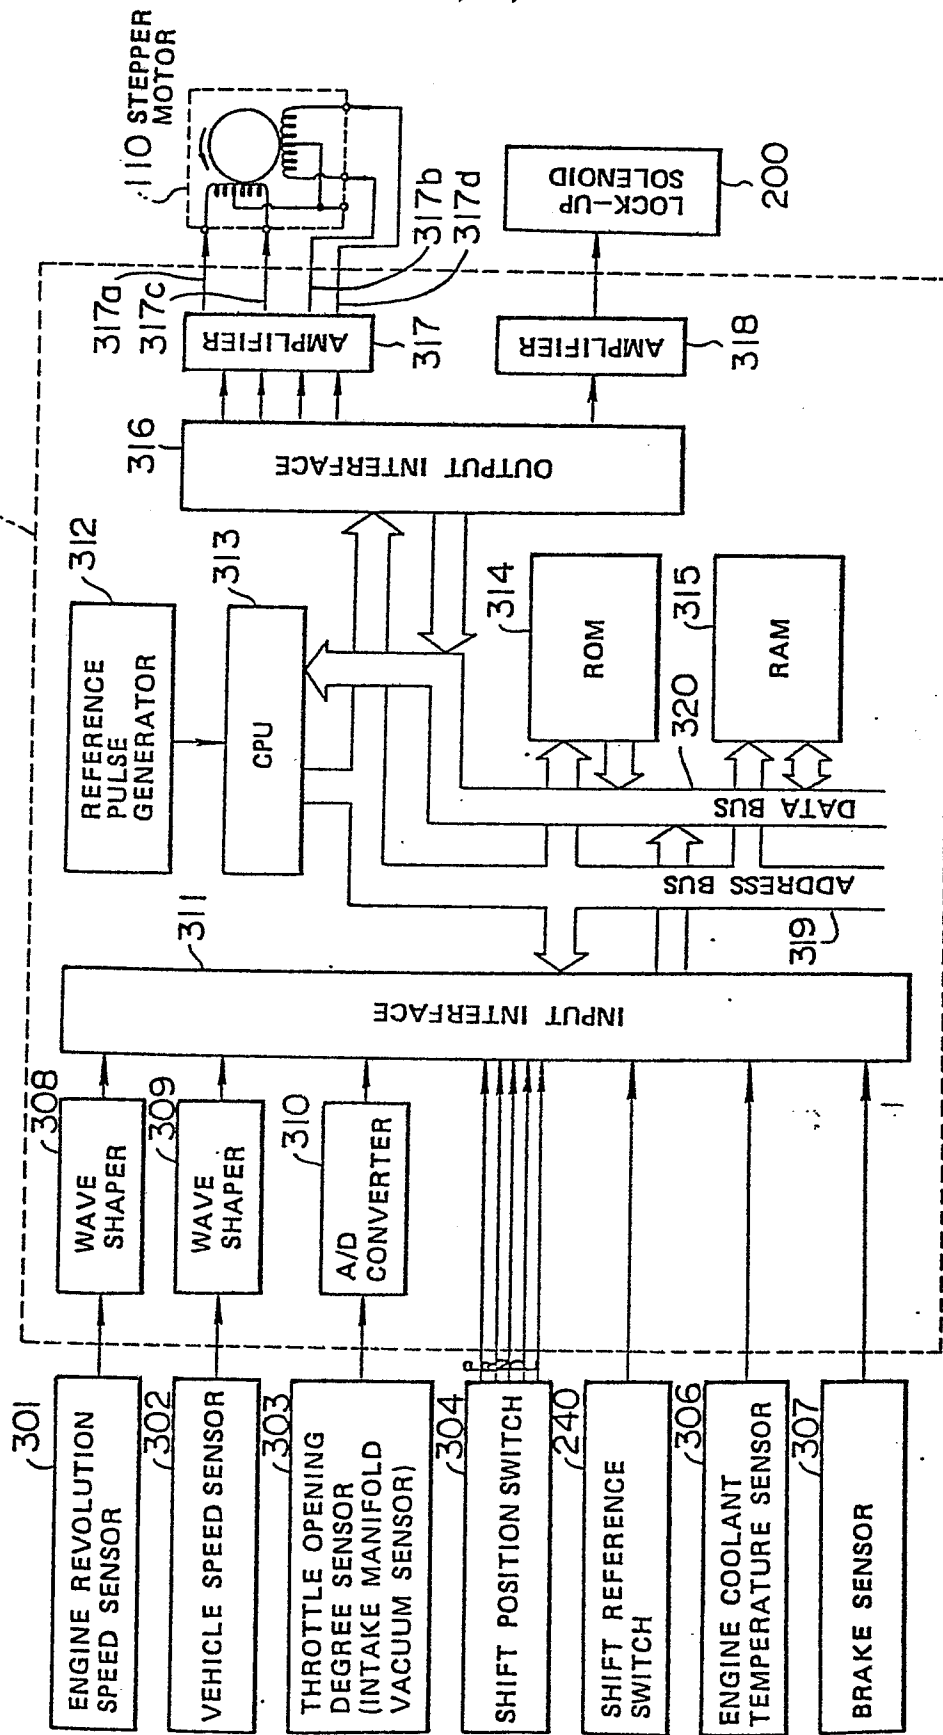 301
ENGINE REVOLUTION
SPEED SENSOR
302
VEHICLE SPEED SENSOR
303
THROTTLE OPENING
DEGREE SENSOR
(INTAKE MANIFOLD
VACUUM SENSOR)
304
SHIFT POSITION SWITCH
P
R
N
D
L
240
SHIFT REFERENCE
SWITCH
306
ENGINE COOLANT
TEMPERATURE SENSOR
307
BRAKE SENSOR
308
WAVE
SHAPER
309
WAVE
SHAPER
310
A/D
CONVERTER
311
INPUT INTERFACE
312
REFERENCE
PULSE
GENERATOR
313
CPU
314
ROM
315
RAM
319
ADDRESS BUS
320
DATA BUS
316
OUTPUT INTERFACE
317
AMPLIFIER
317a
317c
317b
317d
318
AMPLIFIER
110 STEPPER
MOTOR
LOCK-UP
SOLENOID
200